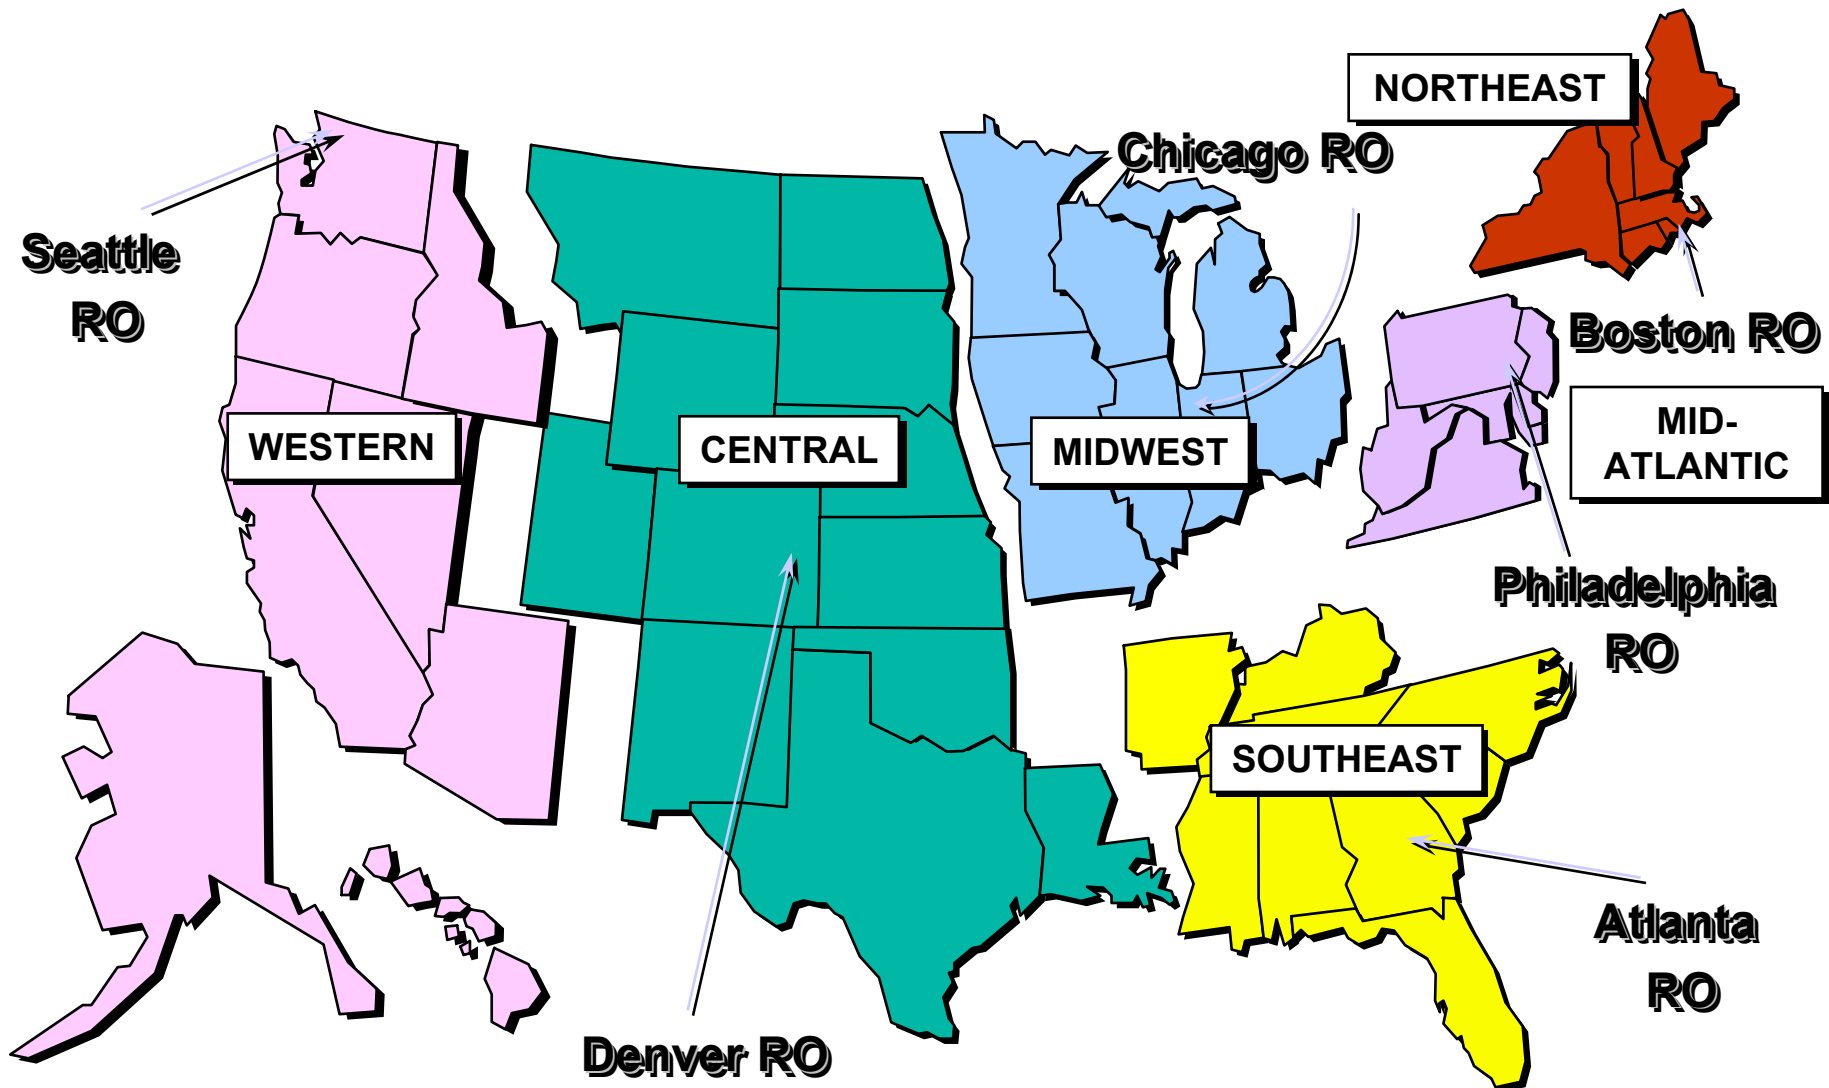 NORTHEAST
Chicago RO
Seattle
RO
Boston RO
WESTERN
CENTRAL
MIDWEST
MID-
ATLANTIC
Philadelphia
RO
SOUTHEAST
Atlanta
RO
Denver RO